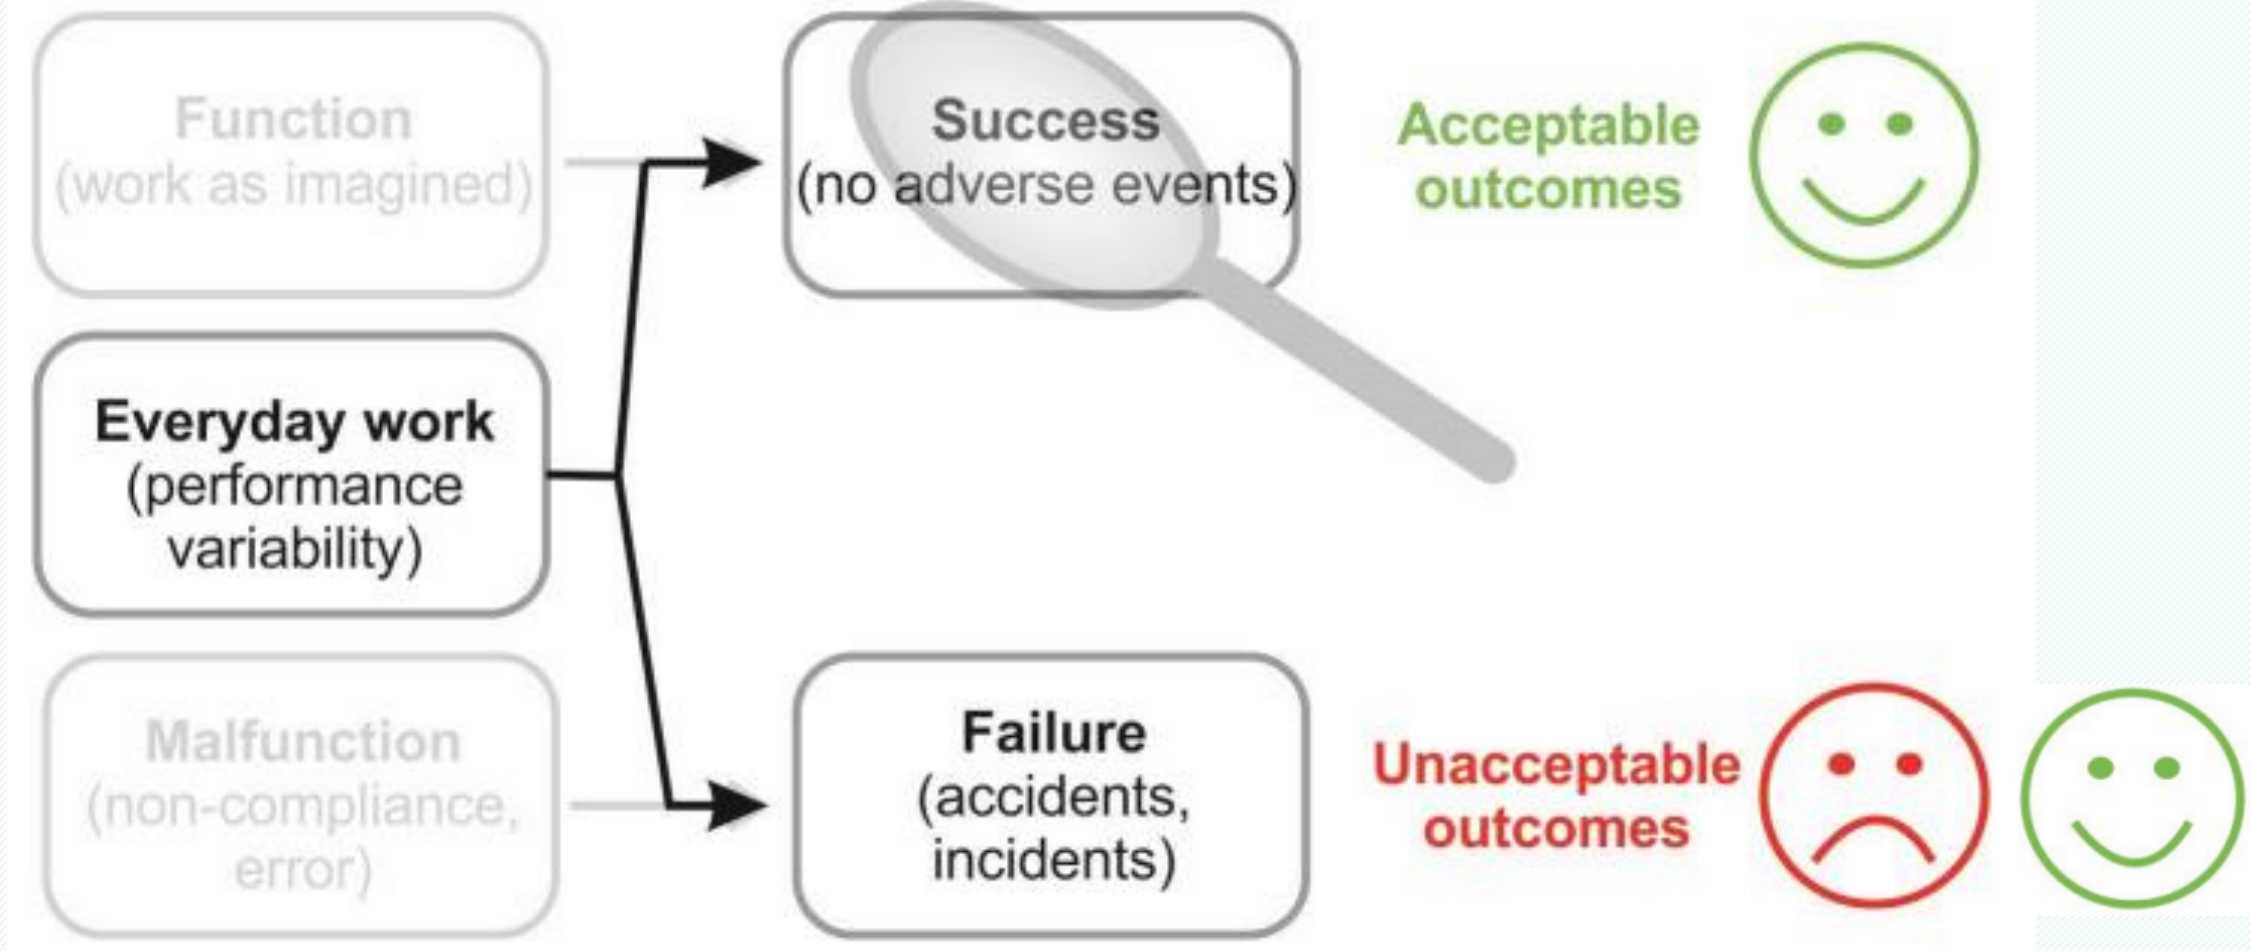 Function
(work as imagined)
Success
(no adverse events)
Acceptable
outcomes
Everyday work
(performance
variability)
Malfunction
(non-compliance,
error)
Failure
(accidents,
incidents)
Unacceptable
outcomes